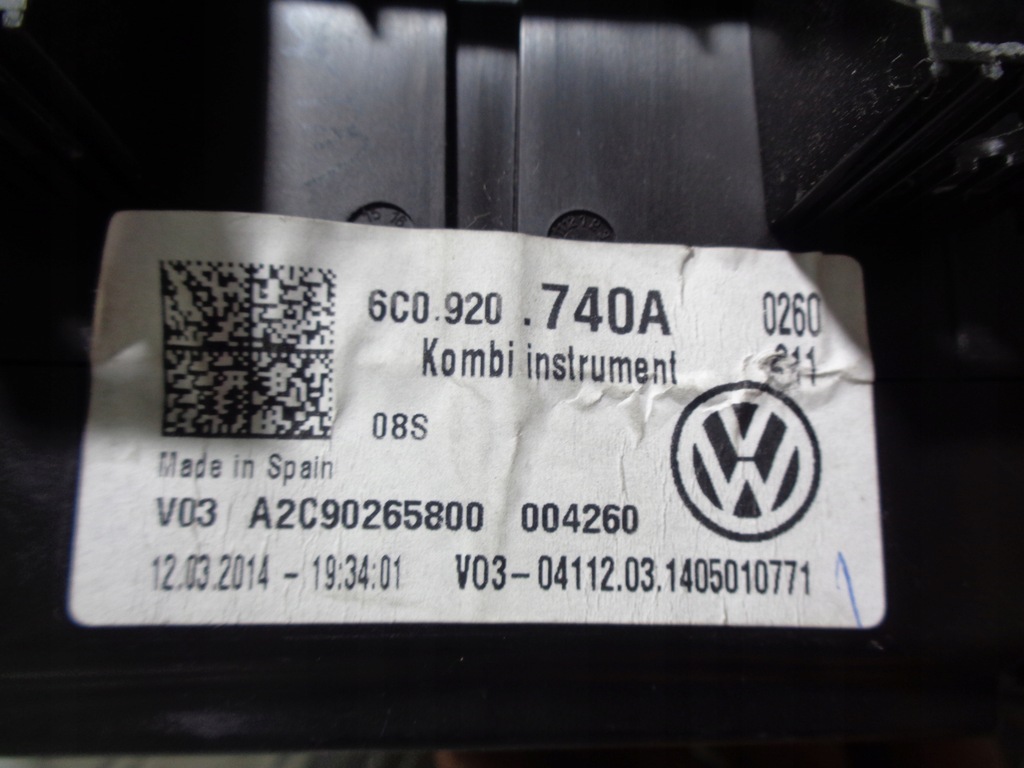 6C0.920 .740A 0260
Kombi instrument
08S
Made in Spain
V03 A2C90265800 004260
12.03.2014 - 19:34:01 V03-04112.03.1405010771